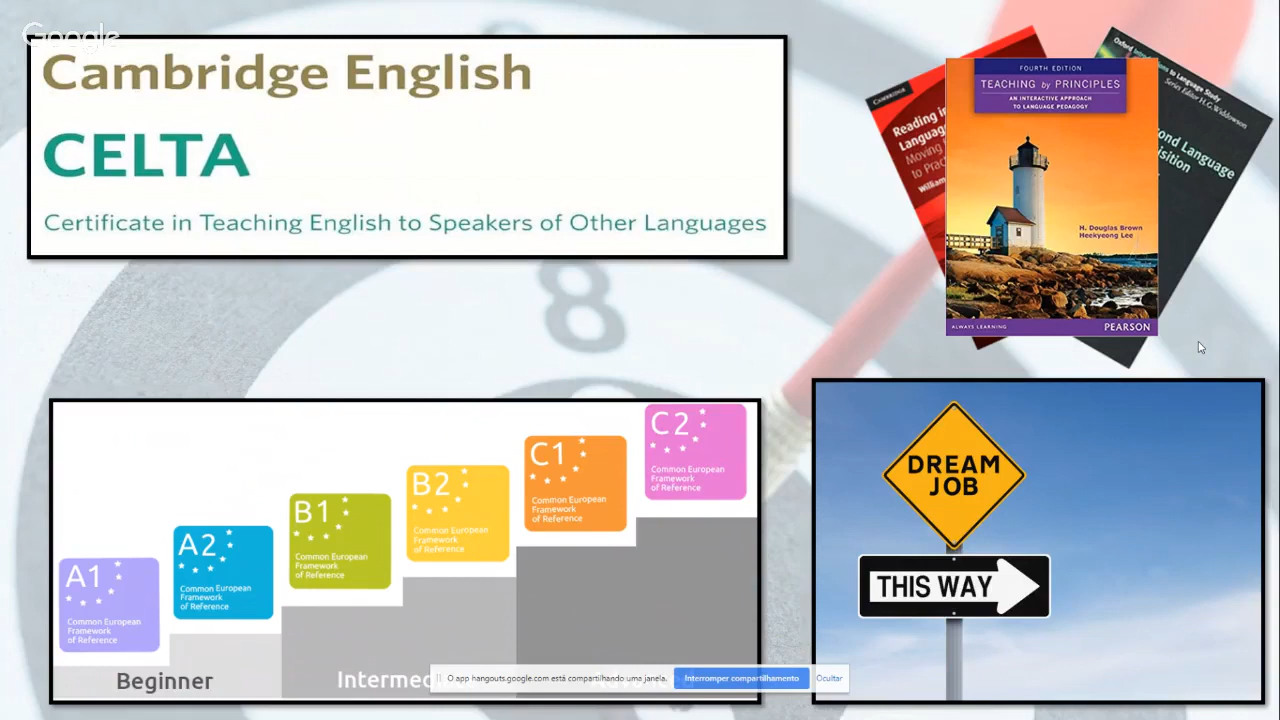 Google
Cambridge English
CELTA
Certificate in Teaching English to Speakers of Other Languages
CAMBRIDGE
Reading in
Language
Moving
to
William
FOURTH EDITION
TEACHING by PRINCIPLES
AN INTERACTIVE APPROACH
TO LANGUAGE PEDAGOGY
H. Douglas Brown
Heekyeong Lee
ALWAYS LEARNING
PEARSON
Oxford
to Language Study
Series Editor H.G. Widdowson
Language
A1
Common European
Framework
of Reference
A2
Common European
Framework
of Reference
B1
Common European
Framework
of Reference
B2
Common European
Framework
of Reference
C1
Common European
Framework
of Reference
C2
Common European
Framework
of Reference
Beginner
DREAM
JOB
THIS WAY
O app hangouts.google.com está compartilhando uma janela.
Interromper compartilhamento
Ocultar